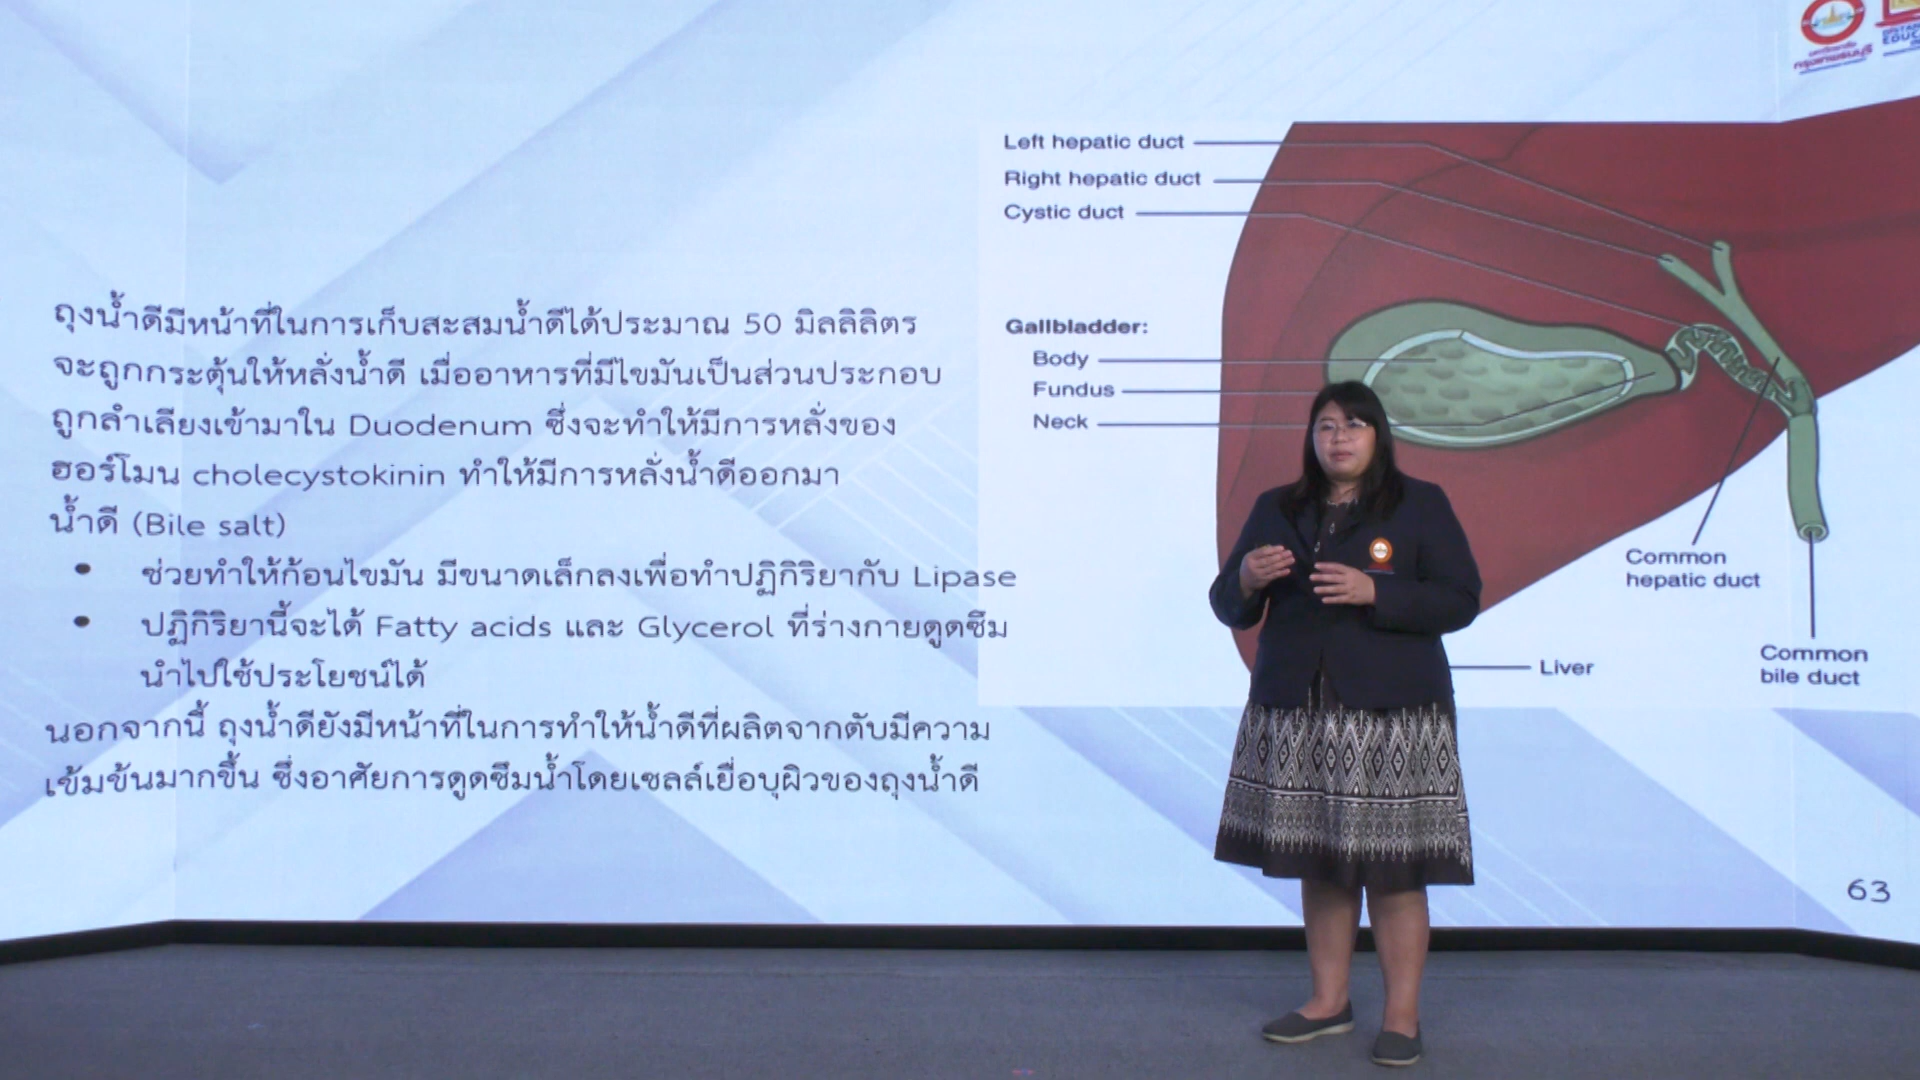 ถุงน้ำดีมีหน้าที่ในการเก็บสะสมน้ำดีได้ประมาณ 50 มิลลิลิตร
จะถูกกระตุ้นให้หลั่งน้ำดี เมื่ออาหารที่มีไขมันเป็นส่วนประกอบ
ถูกลำเลียงเข้ามาใน Duodenum ซึ่งจะทำให้มีการหลั่งของ
ฮอร์โมน cholecystokinin ทำให้มีการหลั่งน้ำดีออกมา
น้ำดี (Bile salt)
• ช่วยทำให้ก้อนไขมัน มีขนาดเล็กลงเพื่อทำปฏิกิริยากับ Lipase
• ปฏิกิริยานี้จะได้ Fatty acids และ Glycerol ที่ร่างกายดูดซึม
นำไปใช้ประโยชน์ได้
นอกจากนี้ ถุงน้ำดียังมีหน้าที่ในการทำให้น้ำดีที่ผลิตจากตับมีความ
เข้มข้นมากขึ้น ซึ่งอาศัยการดูดซึมน้ำโดยเซลล์เยื่อบุผิวของถุงน้ำดี
Left hepatic duct
Right hepatic duct
Cystic duct
Gallbladder:
Body
Fundus
Neck
Common
hepatic duct
Liver
Common
bile duct
63